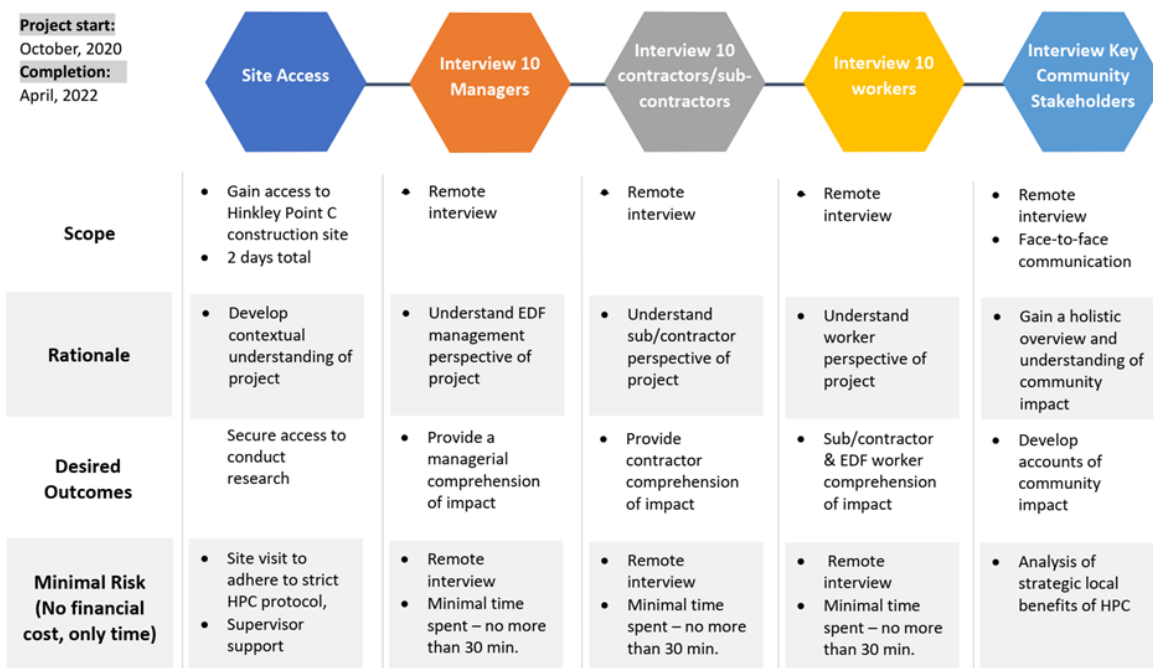 Project start:
October, 2020
Completion:
April, 2022
Site Access
Interview 10
Managers
Interview 10
contractors/sub-
contractors
Interview 10
workers
Interview Key
Community
Stakeholders
Scope
• Gain access to
Hinkley Point C
construction site
• 2 days total
• Remote
interview
• Remote
interview
• Remote
interview
• Remote
interview
• Face-to-face
communication
Rationale
• Develop
contextual
understanding of
project
• Understand EDF
management
perspective of
project
• Understand
sub/contractor
perspective of
project
• Understand
worker
perspective of
project
• Gain a holistic
overview and
understanding of
community
impact
Desired
Outcomes
Secure access to
conduct
research
• Provide a
managerial
comprehension
of impact
• Provide
contractor
comprehension
of impact
• Sub/contractor
& EDF worker
comprehension
of impact
• Develop
accounts of
community
impact
Minimal Risk
(No financial
cost, only time)
• Site visit to
adhere to strict
HPC protocol,
• Supervisor
support
• Remote
interview
• Minimal time
spent – no more
than 30 min.
• Remote
interview
• Minimal time
spent – no more
than 30 min.
• Remote
interview
• Minimal time
spent – no more
than 30 min.
• Analysis of
strategic local
benefits of HPC